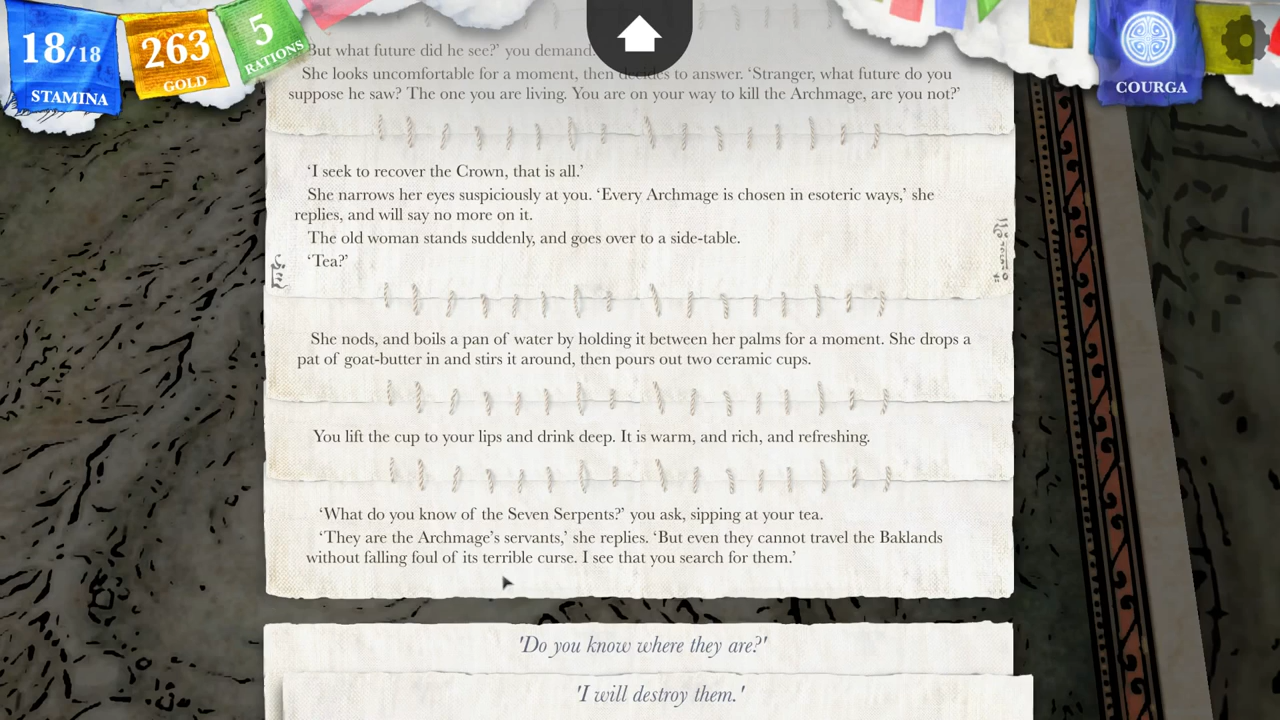 18/18
STAMINA
263
GOLD
5
RATIONS
COURGA
But what future did he see?’ you demand.
She looks uncomfortable for a moment, then decides to answer. ‘Stranger, what future do you
suppose he saw? The one you are living. You are on your way to kill the Archmage, are you not?’
‘I seek to recover the Crown, that is all.’
She narrows her eyes suspiciously at you. ‘Every Archmage is chosen in esoteric ways,’ she
replies, and will say no more on it.
The old woman stands suddenly, and goes over to a side-table.
‘Tea?’
She nods, and boils a pan of water by holding it between her palms for a moment. She drops a
pat of goat-butter in and stirs it around, then pours out two ceramic cups.
You lift the cup to your lips and drink deep. It is warm, and rich, and refreshing.
‘What do you know of the Seven Serpents?’ you ask, sipping at your tea.
‘They are the Archmage’s servants,’ she replies. ‘But even they cannot travel the Baklands
without falling foul of its terrible curse. I see that you search for them.’
'Do you know where they are?'
'I will destroy them.'